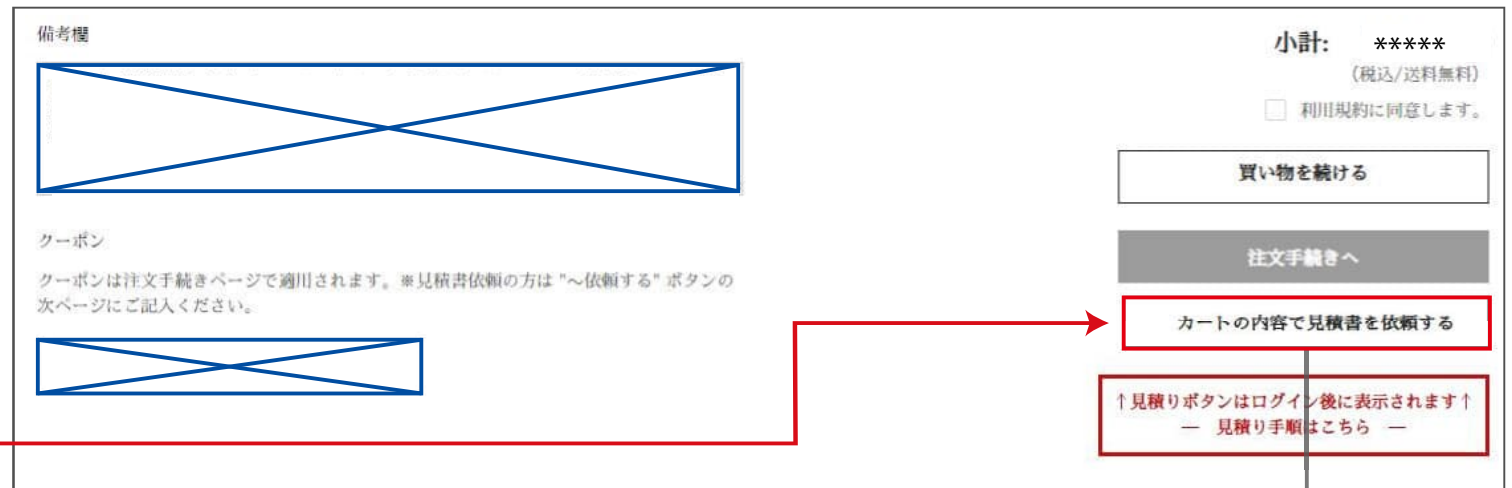 備考欄
小計: *****
(税込/送料無料)
利用規約に同意します。
買い物を続ける
クーポン
クーポンは注文手続きページで適用されます。※見積書依頼の方は "～依頼する" ボタンの
次ページにご記入ください。
注文手続きへ
カートの内容で見積書を依頼する
↑見積りボタンはログイン後に表示されます↑
― 見積り手順はこちら ―